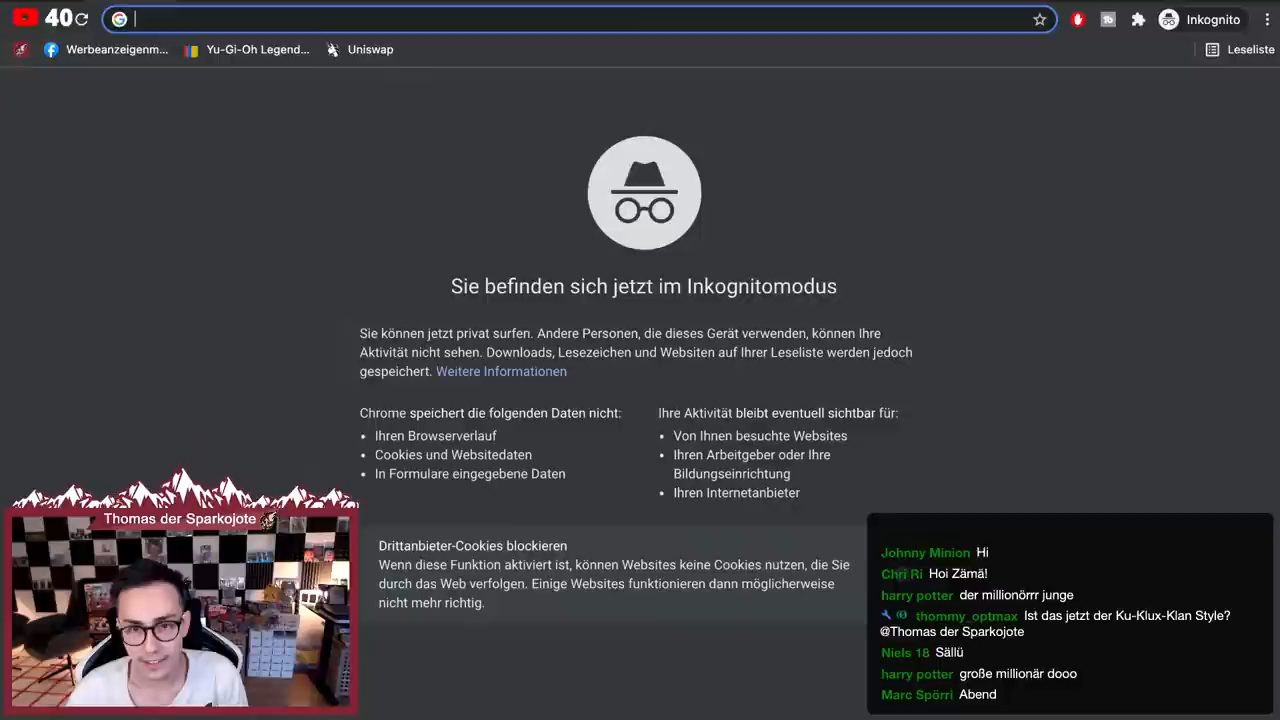 40
Inkognito
Werbeanzeigenm...
Yu-Gi-Oh Legend...
Uniswap
Leseliste
Sie befinden sich jetzt im Inkognitomodus
Sie können jetzt privat surfen. Andere Personen, die dieses Gerät verwenden, können Ihre
Aktivität nicht sehen. Downloads, Lesezeichen und Websites auf Ihrer Leseliste werden jedoch
gespeichert. Weitere Informationen
Chrome speichert die folgenden Daten nicht:
• Ihren Browserverlauf
• Cookies und Websitedaten
• In Formulare eingegebene Daten
Ihre Aktivität bleibt eventuell sichtbar für:
• Von Ihnen besuchte Websites
• Ihren Arbeitgeber oder Ihre
Bildungseinrichtung
• Ihren Internetanbieter
Drittanbieter-Cookies blockieren
Wenn diese Funktion aktiviert ist, können Websites keine Cookies nutzen, die Sie
durch das Web verfolgen. Einige Websites funktionieren dann möglicherweise
nicht mehr richtig.
Thomas der Sparkojote
Johnny Minion Hi
Chri Ri Hoi Zämä!
harry potter der millionörrr junge
thommy_optmax Ist das jetzt der Ku-Klux-Klan Style?
@Thomas der Sparkojote
Niels 18 Sällü
harry potter große millionär dooo
Marc Spörri Abend